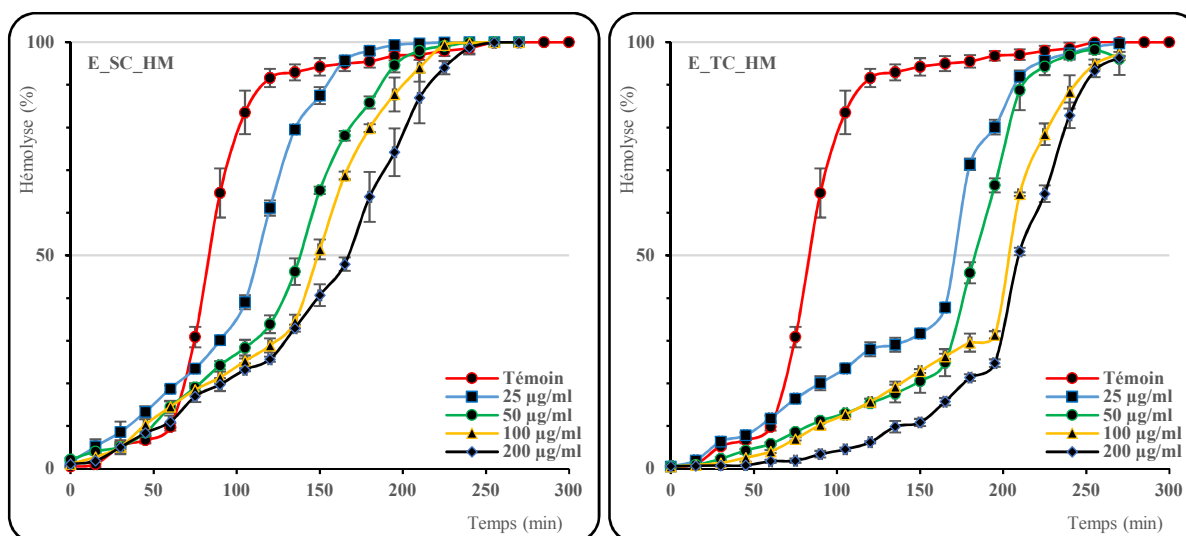 E_SC_HM
Hémolyse (%)
100
50
0
0 50 100 150 200 250 300
Temps (min)
Témoin
25 µg/ml
50 µg/ml
100 µg/ml
200 µg/ml
E_TC_HM
Hémolyse (%)
100
50
0
0 50 100 150 200 250 300
Temps (min)
Témoin
25 µg/ml
50 µg/ml
100 µg/ml
200 µg/ml